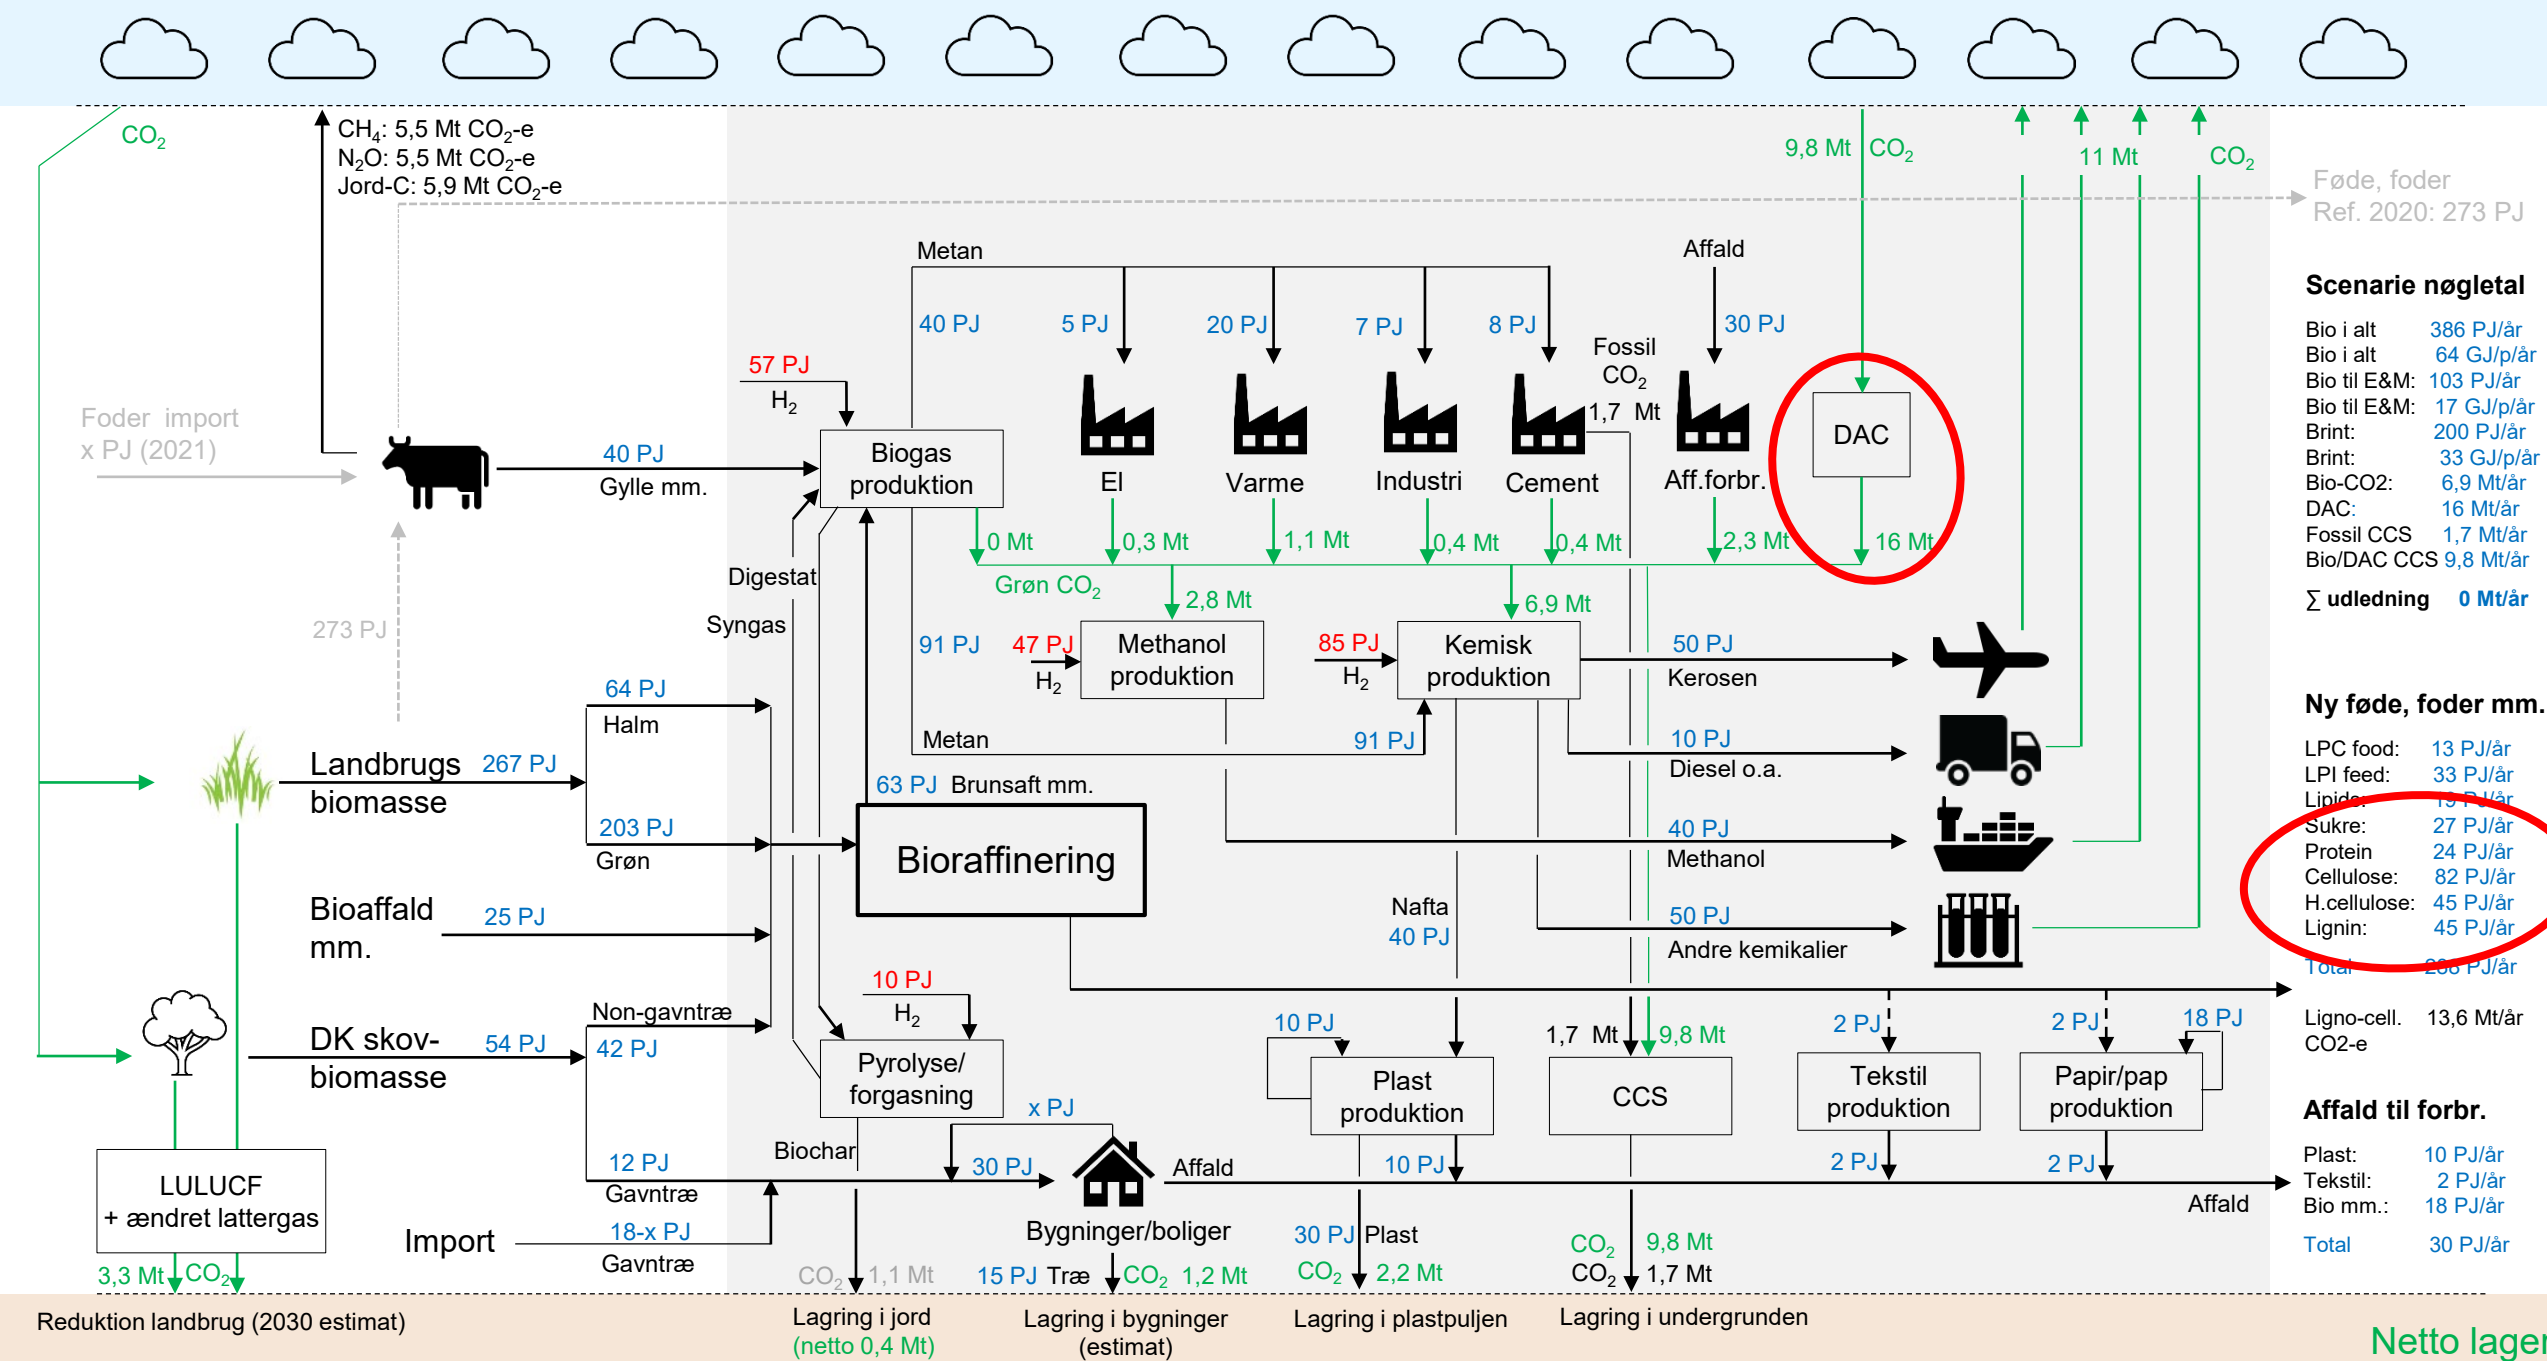 CO₂
CH₄: 5,5 Mt CO₂-e
N₂O: 5,5 Mt CO₂-e
Jord-C: 5,9 Mt CO₂-e
9,8 Mt CO₂
11 Mt CO₂
Føde, foder
Ref. 2020: 273 PJ
Metan
Affald
40 PJ
5 PJ
20 PJ
7 PJ
8 PJ
30 PJ
Fossil
CO₂
1,7 Mt
57 PJ
H₂
Foder import
x PJ (2021)
40 PJ
Gylle mm.
Biogas
produktion
El
Varme
Industri
Cement
Aff.forbr.
DAC
0 Mt
0,3 Mt
1,1 Mt
0,4 Mt
0,4 Mt
2,3 Mt
16 Mt
Grøn CO₂
Digestat
Syngas
2,8 Mt
6,9 Mt
273 PJ
91 PJ
47 PJ
H₂
Methanol
produktion
85 PJ
H₂
Kemisk
produktion
50 PJ
Kerosen
64 PJ
Halm
Metan
91 PJ
10 PJ
Diesel o.a.
Landbrugs
biomasse
267 PJ
63 PJ Brunsaft mm.
203 PJ
Grøn
Bioraffinering
40 PJ
Methanol
Bioaffald
mm.
25 PJ
Nafta
40 PJ
50 PJ
Andre kemikalier
DK skov-
biomasse
54 PJ
Non-gavntræ
42 PJ
10 PJ
H₂
Pyrolyse/
forgasning
10 PJ
Plast
produktion
1,7 Mt
9,8 Mt
CCS
2 PJ
Tekstil
produktion
2 PJ
18 PJ
Papir/pap
produktion
x PJ
Biochar
12 PJ
Gavntræ
30 PJ
Affald
10 PJ
2 PJ
2 PJ
Affald
LULUCF
+ ændret lattergas
Import
18-x PJ
Gavntræ
Bygninger/boliger
3,3 Mt CO₂
CO₂ 1,1 Mt
15 PJ Træ
CO₂ 1,2 Mt
30 PJ Plast
CO₂ 2,2 Mt
CO₂ 9,8 Mt
CO₂ 1,7 Mt
Reduktion landbrug (2030 estimat)
Lagring i jord
(netto 0,4 Mt)
Lagring i bygninger
(estimat)
Lagring i plastpuljen
Lagring i undergrunden
Netto lager
Scenarie nøgletal
Bio i alt 386 PJ/år
Bio i alt 64 GJ/p/år
Bio til E&M: 103 PJ/år
Bio til E&M: 17 GJ/p/år
Brint: 200 PJ/år
Brint: 33 GJ/p/år
Bio-CO2: 6,9 Mt/år
DAC: 16 Mt/år
Fossil CCS 1,7 Mt/år
Bio/DAC CCS 9,8 Mt/år
∑ udledning 0 Mt/år
Ny føde, foder mm.
LPC food: 13 PJ/år
LPI feed: 33 PJ/år
Lipids: 19 PJ/år
Sukre: 27 PJ/år
Protein 24 PJ/år
Cellulose: 82 PJ/år
H.cellulose: 45 PJ/år
Lignin: 45 PJ/år
Total PJ/år
Ligno-cell. 13,6 Mt/år
CO2-e
Affald til forbr.
Plast: 10 PJ/år
Tekstil: 2 PJ/år
Bio mm.: 18 PJ/år
Total 30 PJ/år